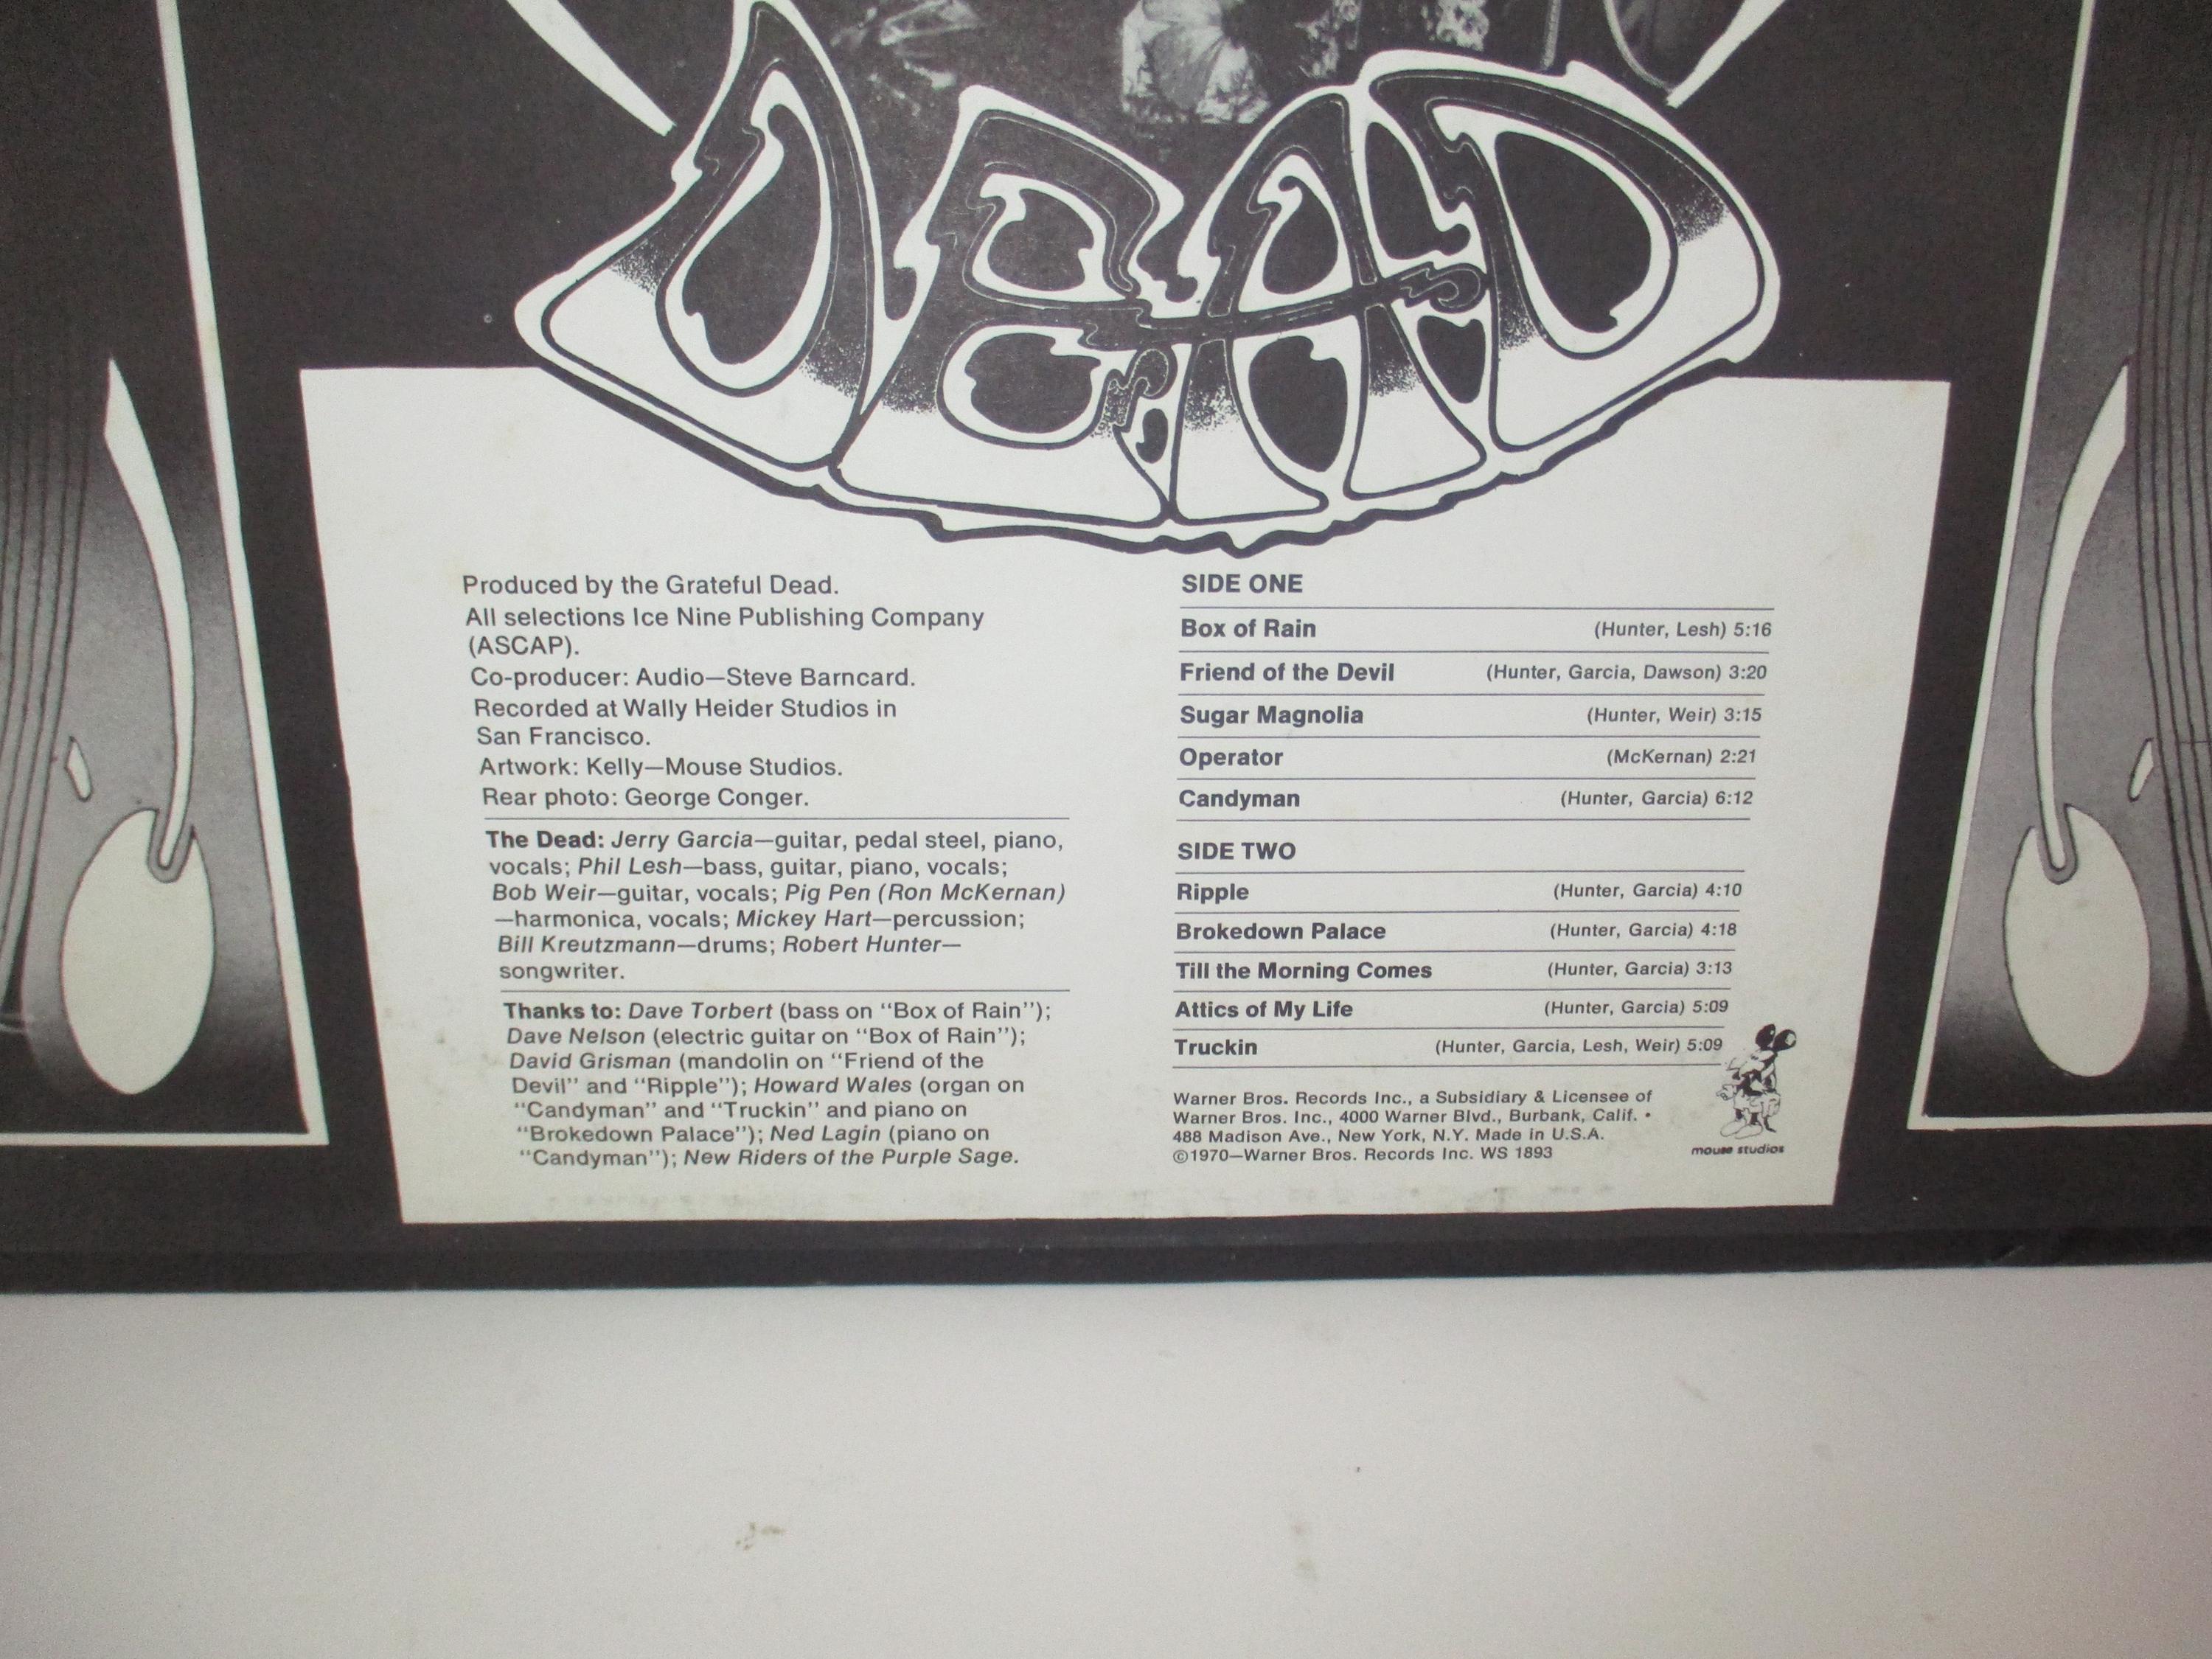 DEAD
Produced by the Grateful Dead.
All selections Ice Nine Publishing Company
(ASCAP).
Co-producer: Audio—Steve Barncard.
Recorded at Wally Heider Studios in
San Francisco.
Artwork: Kelly—Mouse Studios.
Rear photo: George Conger.
The Dead: Jerry Garcia—guitar, pedal steel, piano,
vocals; Phil Lesh—bass, guitar, piano, vocals;
Bob Weir—guitar, vocals; Pig Pen (Ron McKernan)
—harmonica, vocals; Mickey Hart—percussion;
Bill Kreutzmann—drums; Robert Hunter—
songwriter.
Thanks to: Dave Torbert (bass on "Box of Rain");
Dave Nelson (electric guitar on "Box of Rain");
David Grisman (mandolin on "Friend of the
Devil" and "Ripple"); Howard Wales (organ on
"Candyman" and "Truckin" and piano on
"Brokedown Palace"); Ned Lagin (piano on
"Candyman"); New Riders of the Purple Sage.
SIDE ONE
Box of Rain (Hunter, Lesh) 5:16
Friend of the Devil (Hunter, Garcia, Dawson) 3:20
Sugar Magnolia (Hunter, Weir) 3:15
Operator (McKernan) 2:21
Candyman (Hunter, Garcia) 6:12
SIDE TWO
Ripple (Hunter, Garcia) 4:10
Brokedown Palace (Hunter, Garcia) 4:18
Till the Morning Comes (Hunter, Garcia) 3:13
Attics of My Life (Hunter, Garcia) 5:09
Truckin (Hunter, Garcia, Lesh, Weir) 5:09
Warner Bros. Records Inc., a Subsidiary & Licensee of
Warner Bros. Inc., 4000 Warner Blvd., Burbank, Calif. •
488 Madison Ave., New York, N.Y. Made in U.S.A.
©1970—Warner Bros. Records Inc. WS 1893
mouse studios